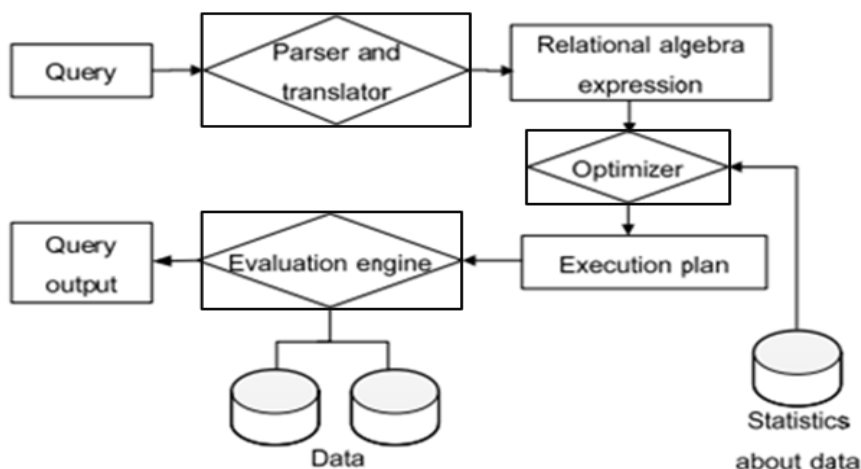 Query
Parser and
translator
Relational algebra
expression
Optimizer
Execution plan
Evaluation engine
Query
output
Data
Statistics
about data